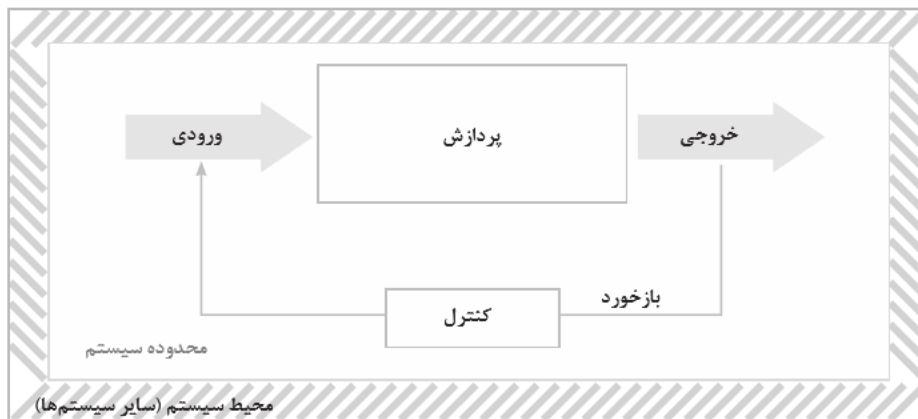 ورودی
پردازش
خروجی
بازخورد
کنترل
محدوده سیستم
محیط سیستم (سایر سیستم‌ها)